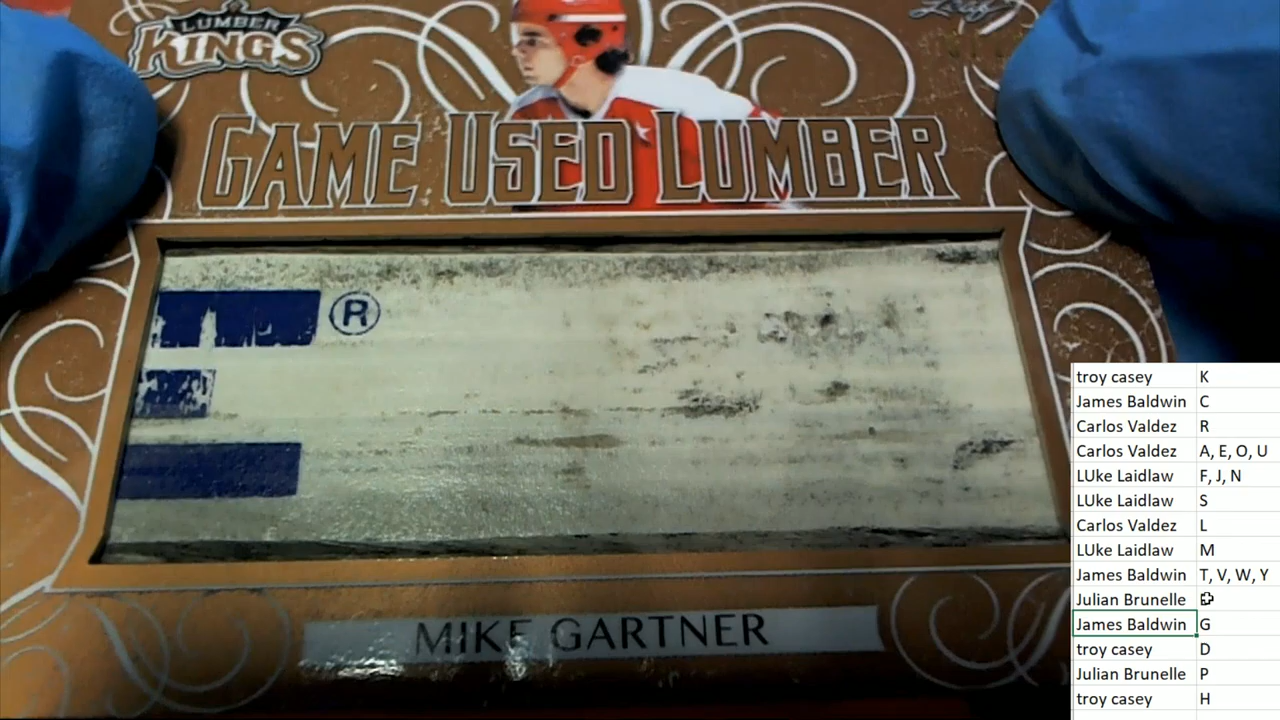 LUMBER
KINGS
Leaf
GAME USED LUMBER
®
MIKE GARTNER
troy casey K
James Baldwin C
Carlos Valdez R
Carlos Valdez A, E, O, U
LUke Laidlaw F, J, N
LUke Laidlaw S
Carlos Valdez L
LUke Laidlaw M
James Baldwin T, V, W, Y
Julian Brunelle
James Baldwin G
troy casey D
Julian Brunelle P
troy casey H